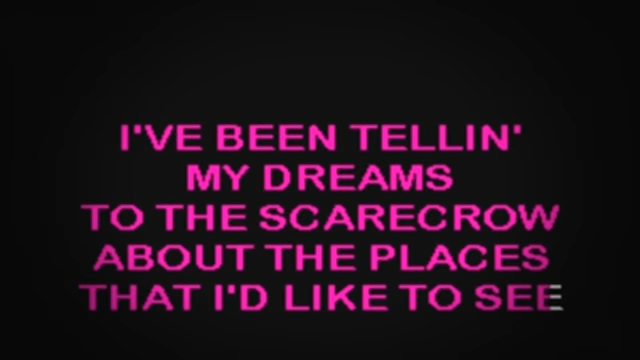 I'VE BEEN TELLIN'
MY DREAMS
TO THE SCARECROW
ABOUT THE PLACES
THAT I'D LIKE TO SEE